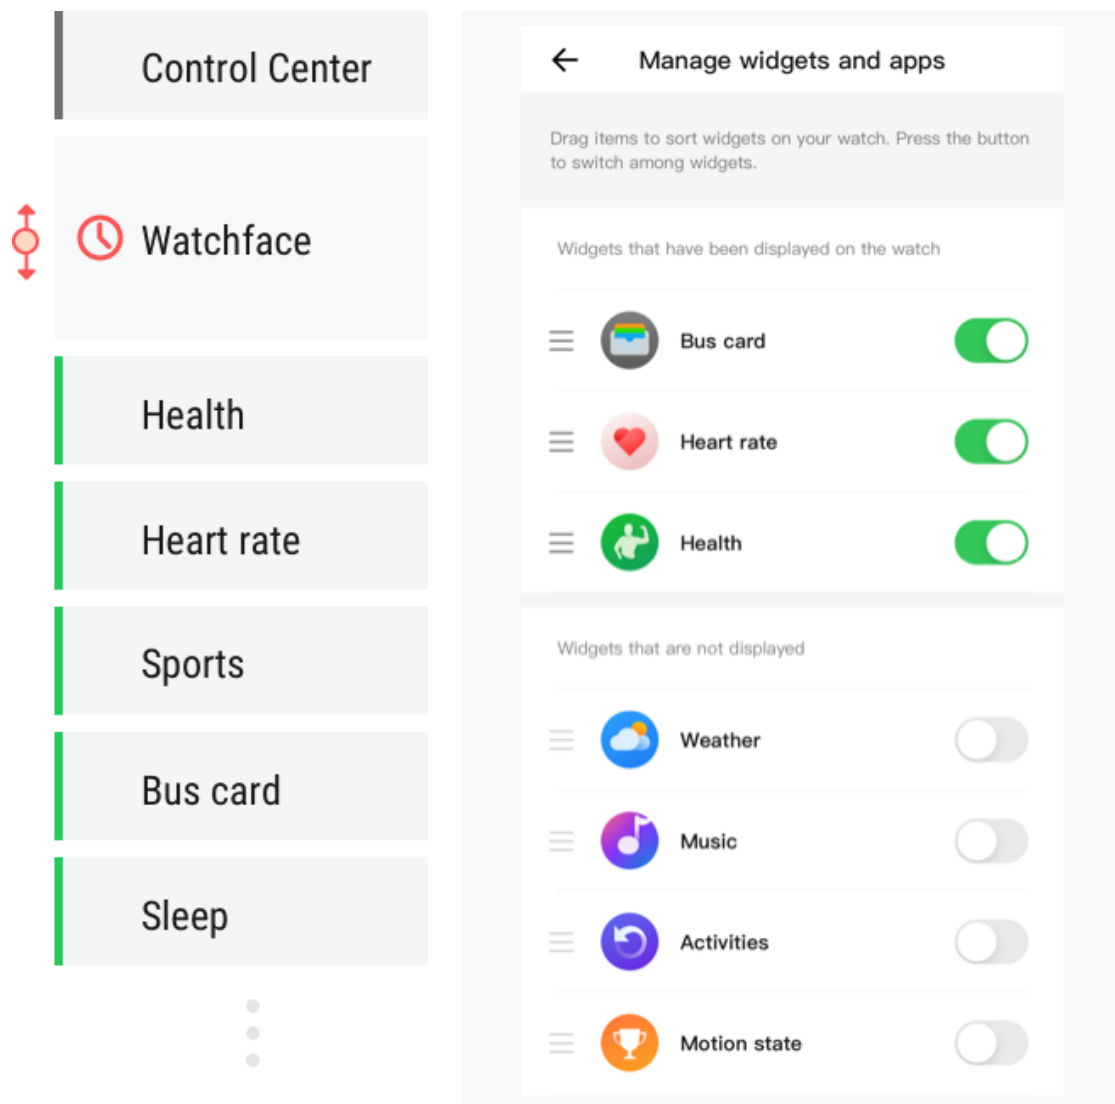 Control Center
Watchface
Health
Heart rate
Sports
Bus card
Sleep
Manage widgets and apps
Drag items to sort widgets on your watch. Press the button
to switch among widgets.
Widgets that have been displayed on the watch
Bus card
Heart rate
Health
Widgets that are not displayed
Weather
Music
Activities
Motion state